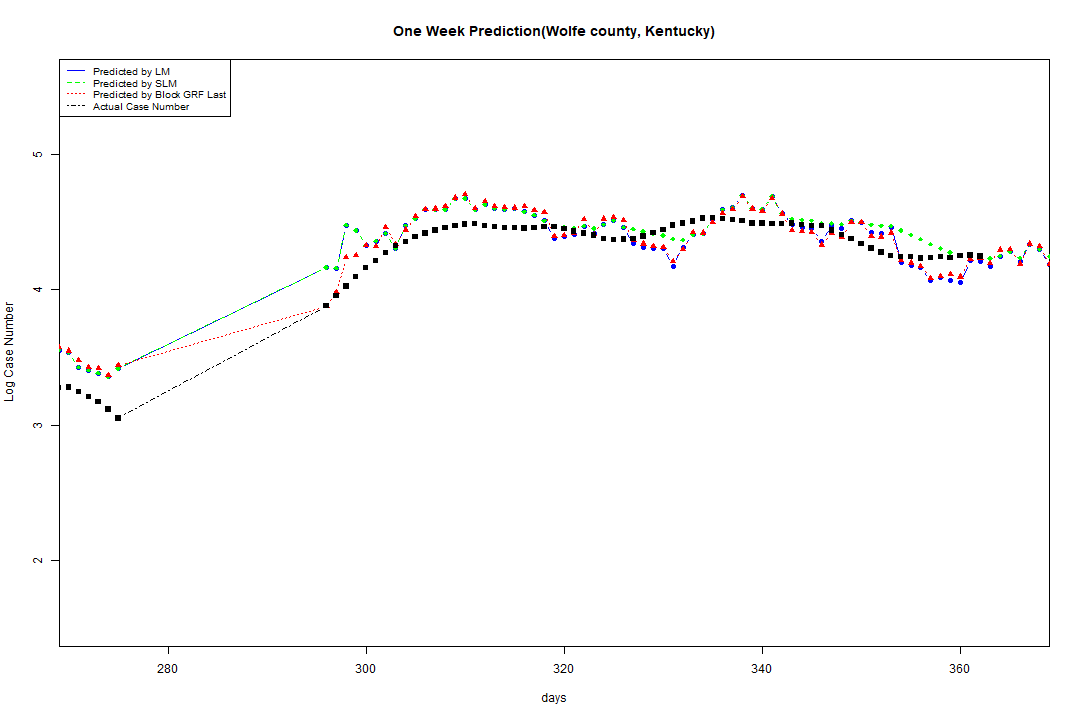 One Week Prediction(Wolfe county, Kentucky)
Predicted by LM
Predicted by SLM
Predicted by Block GRF Last
Actual Case Number
5
4
3
2
Log Case Number
280
300
320
340
360
days